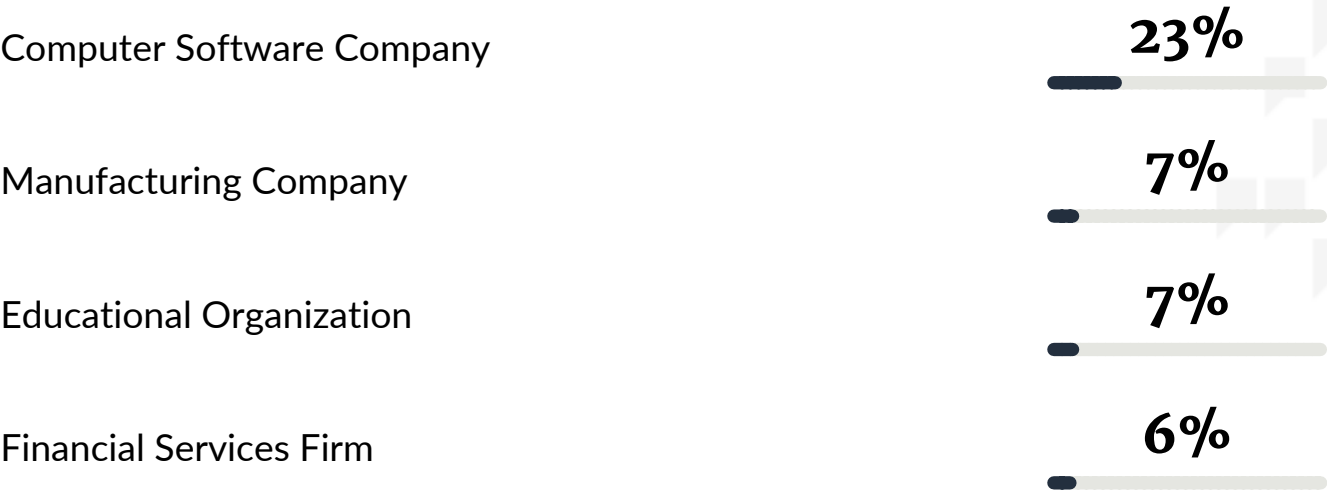 Computer Software Company 23%
Manufacturing Company 7%
Educational Organization 7%
Financial Services Firm 6%